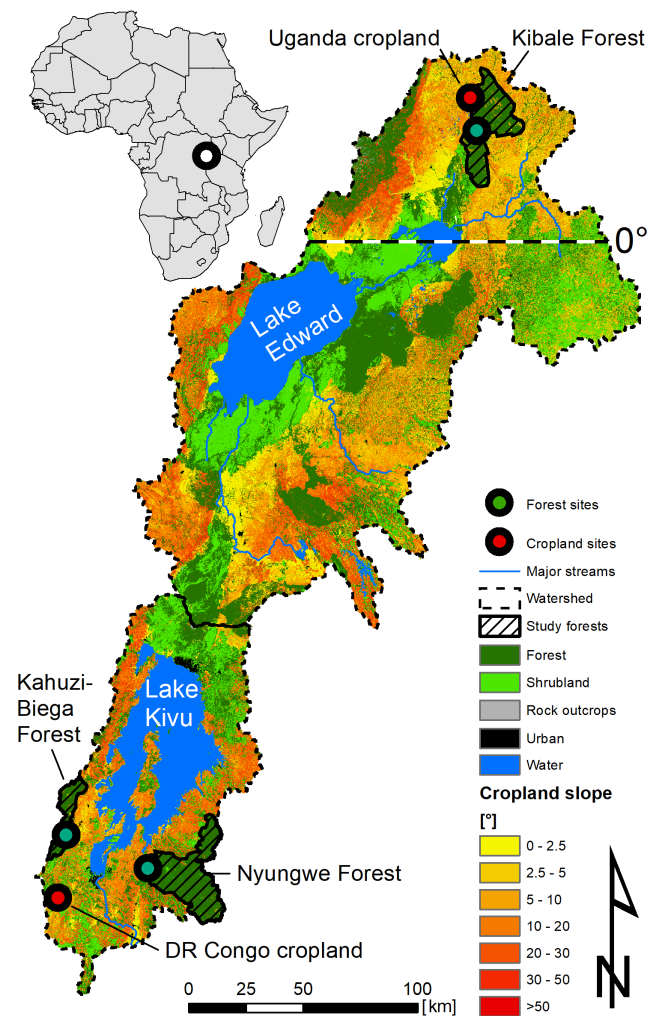 Uganda cropland
Kibale Forest
0°
Lake
Edward
Forest sites
Cropland sites
Major streams
Watershed
Study forests
Forest
Shrubland
Rock outcrops
Urban
Water
Cropland slope
[°]
0 - 2.5
2.5 - 5
5 - 10
10 - 20
20 - 30
30 - 50
>50
N
Kahuzi-
Biega
Forest
Lake
Kivu
Nyungwe Forest
DR Congo cropland
0 25 50 100
[km]